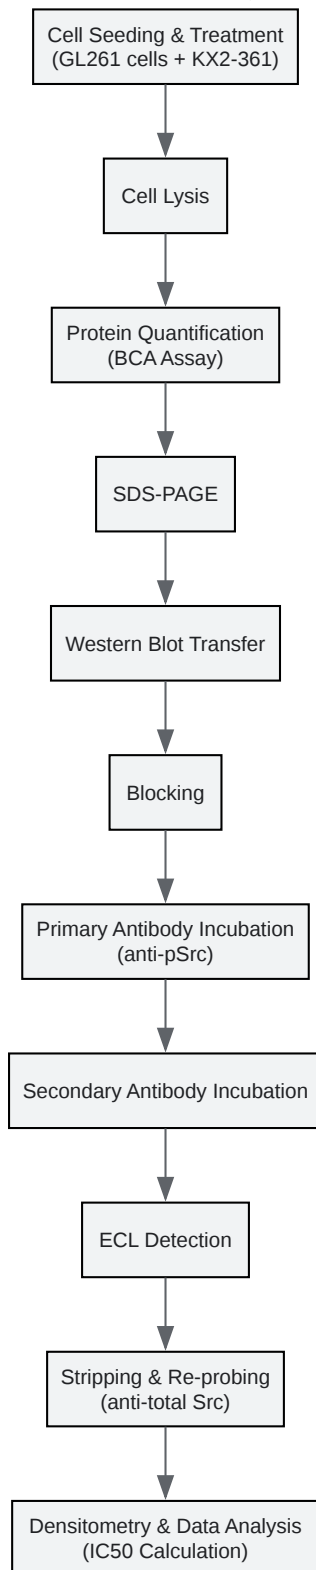 Cell Seeding & Treatment
(GL261 cells + KX2-361)
Cell Lysis
Protein Quantification
(BCA Assay)
SDS-PAGE
Western Blot Transfer
Blocking
Primary Antibody Incubation
(anti-pSrc)
Secondary Antibody Incubation
ECL Detection
Stripping & Re-probing
(anti-total Src)
Densitometry & Data Analysis
(IC50 Calculation)